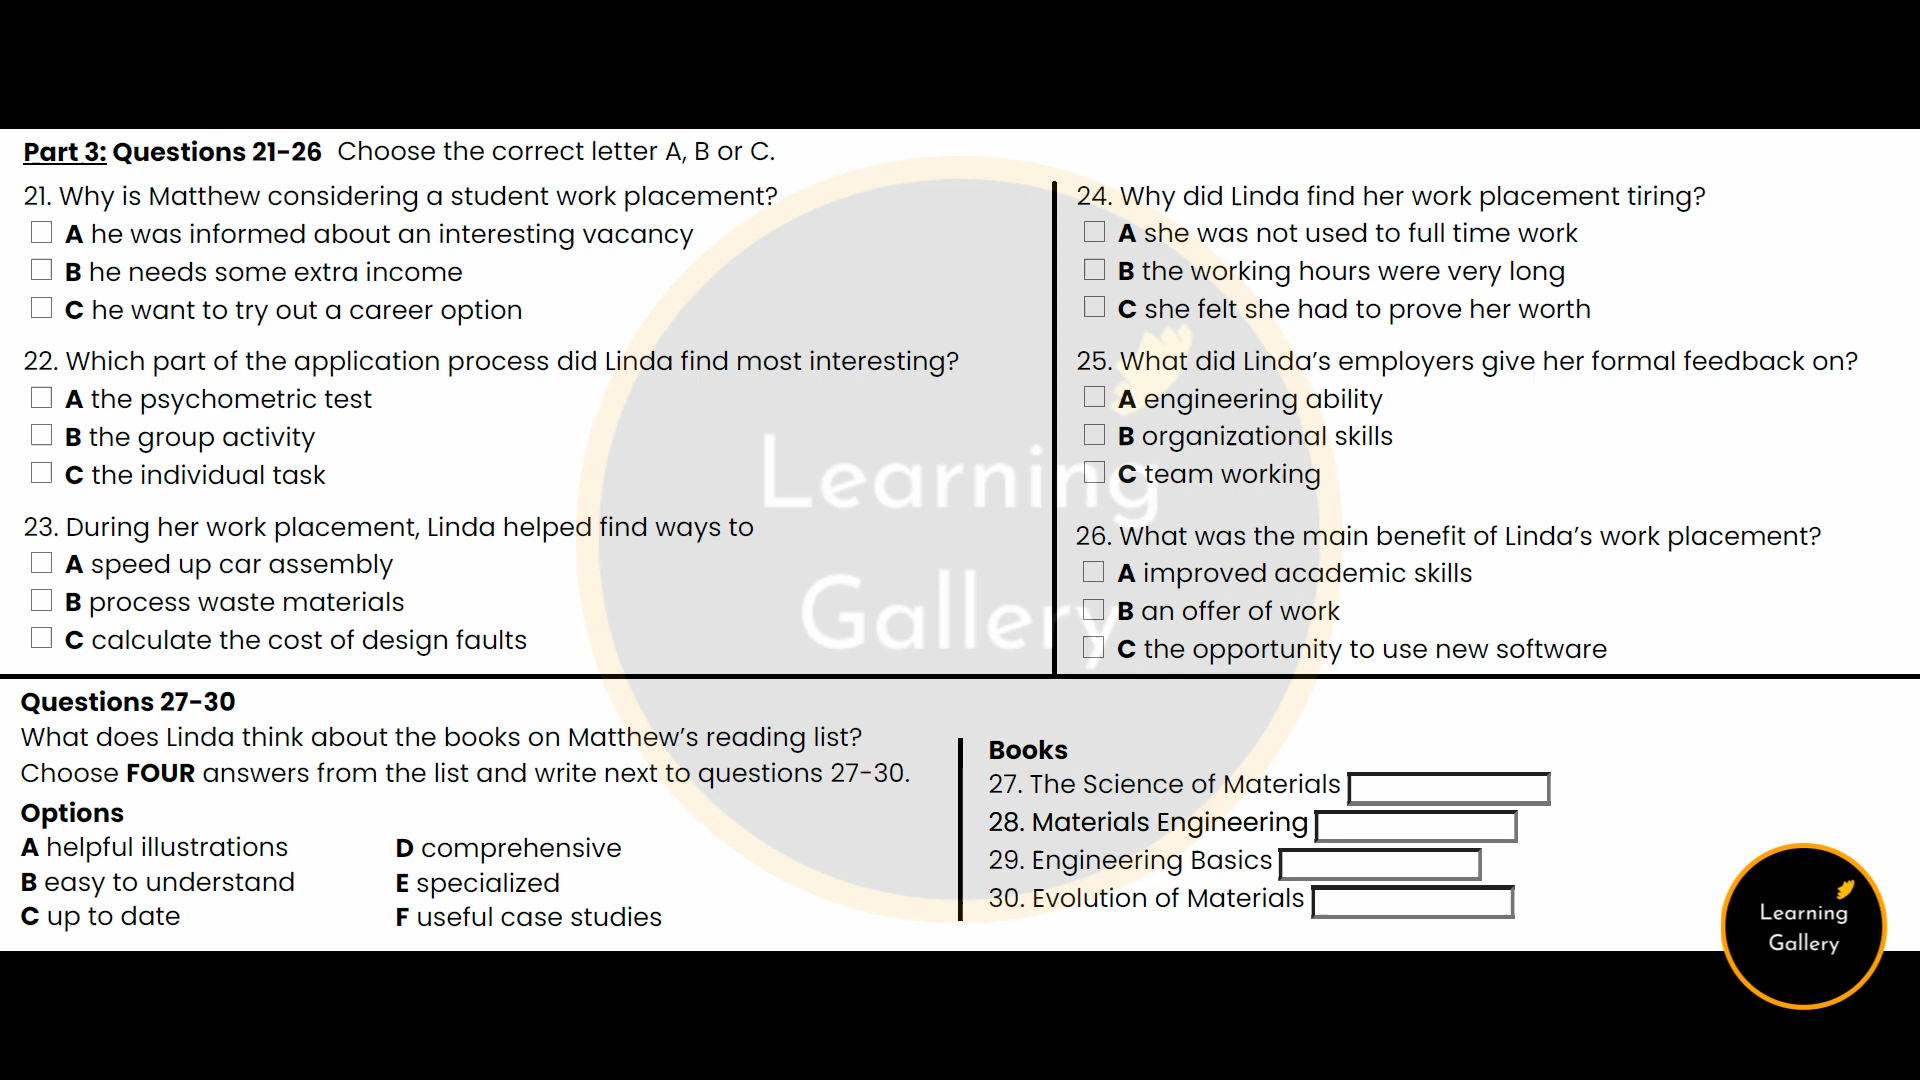 Part 3: Questions 21-26 Choose the correct letter A, B or C.
21. Why is Matthew considering a student work placement?
A he was informed about an interesting vacancy
B he needs some extra income
C he want to try out a career option
22. Which part of the application process did Linda find most interesting?
A the psychometric test
B the group activity
C the individual task
23. During her work placement, Linda helped find ways to
A speed up car assembly
B process waste materials
C calculate the cost of design faults
24. Why did Linda find her work placement tiring?
A she was not used to full time work
B the working hours were very long
C she felt she had to prove her worth
25. What did Linda's employers give her formal feedback on?
A engineering ability
B organizational skills
C team working
26. What was the main benefit of Linda's work placement?
A improved academic skills
B an offer of work
C the opportunity to use new software
Learning
Gallery
Questions 27-30
What does Linda think about the books on Matthew's reading list?
Choose FOUR answers from the list and write next to questions 27-30.
Options
A helpful illustrations
B easy to understand
C up to date
D comprehensive
E specialized
F useful case studies
Books
27. The Science of Materials
28. Materials Engineering
29. Engineering Basics
30. Evolution of Materials
Learning
Gallery